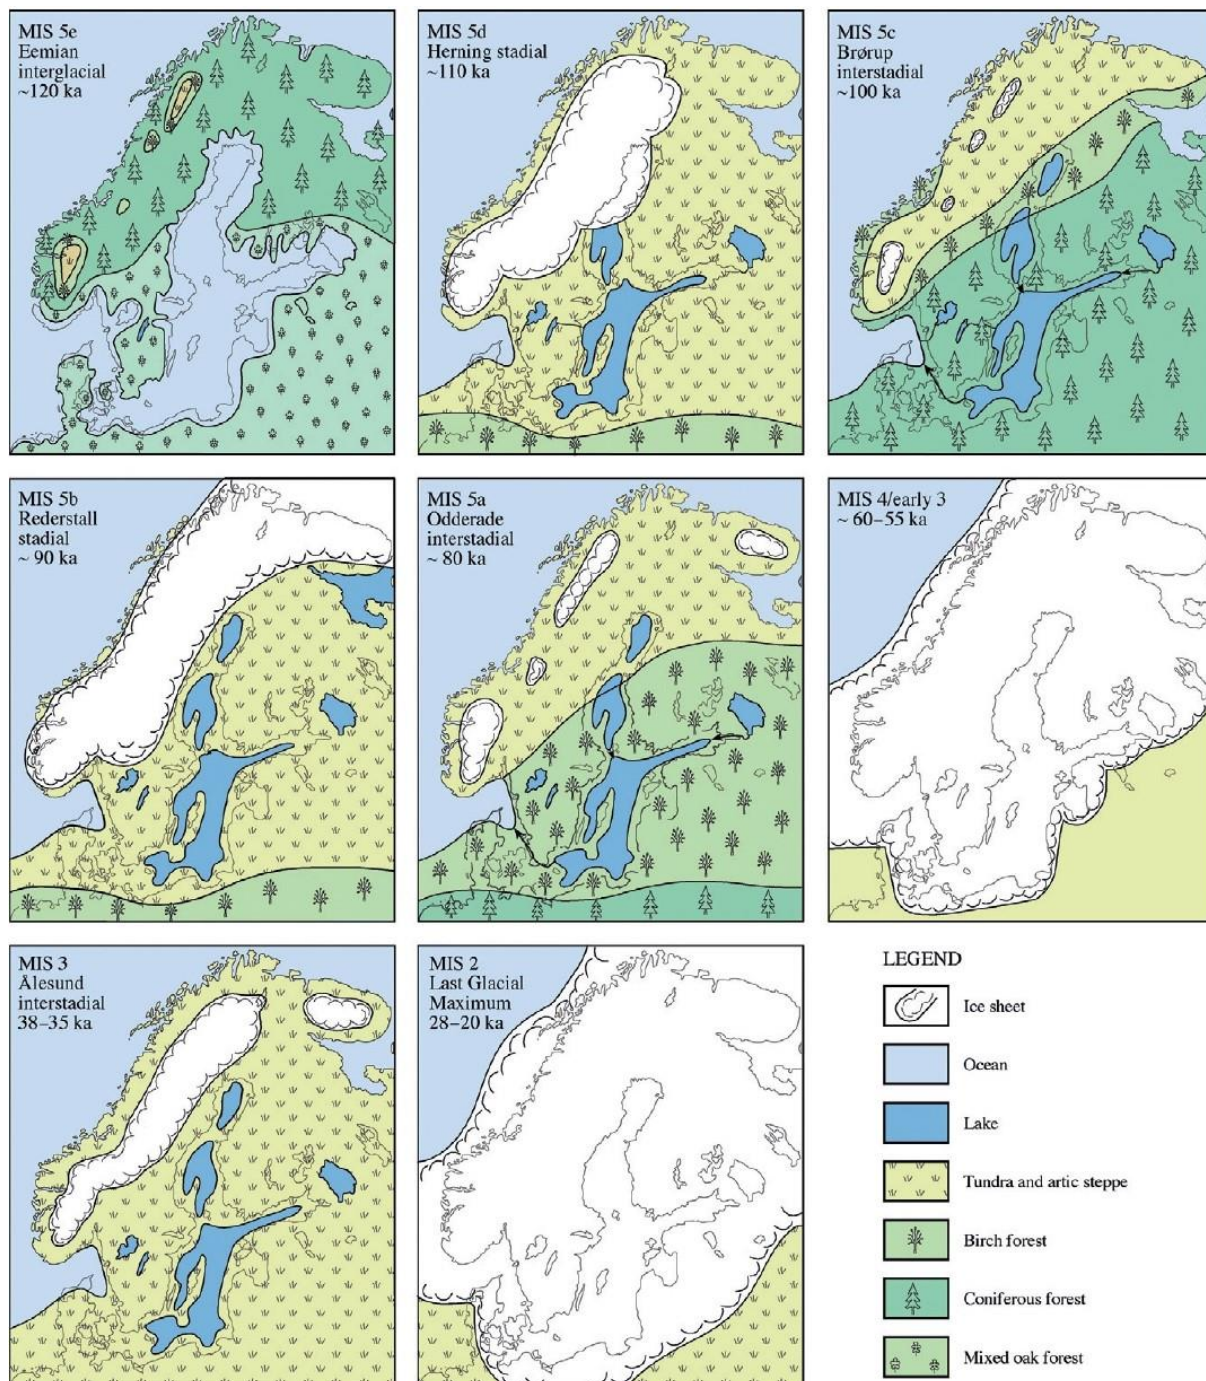 MIS 5e
Eemian
interglacial
~120 ka
MIS 5d
Herning stadial
~110 ka
MIS 5c
Brørup
interstadial
~100 ka
MIS 5b
Rederstall
stadial
~ 90 ka
MIS 5a
Odderade
interstadial
~ 80 ka
MIS 4/early 3
~ 60–55 ka
MIS 3
Ålesund
interstadial
38–35 ka
MIS 2
Last Glacial
Maximum
28–20 ka
LEGEND
Ice sheet
Ocean
Lake
Tundra and artic steppe
Birch forest
Coniferous forest
Mixed oak forest